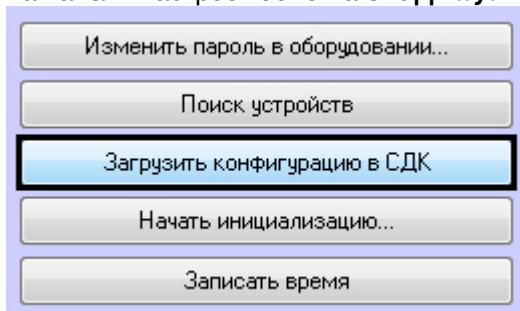 Изменить пароль в оборудовании...
Поиск устройств
Загрузить конфигурацию в СДК
Начать инициализацию...
Записать время